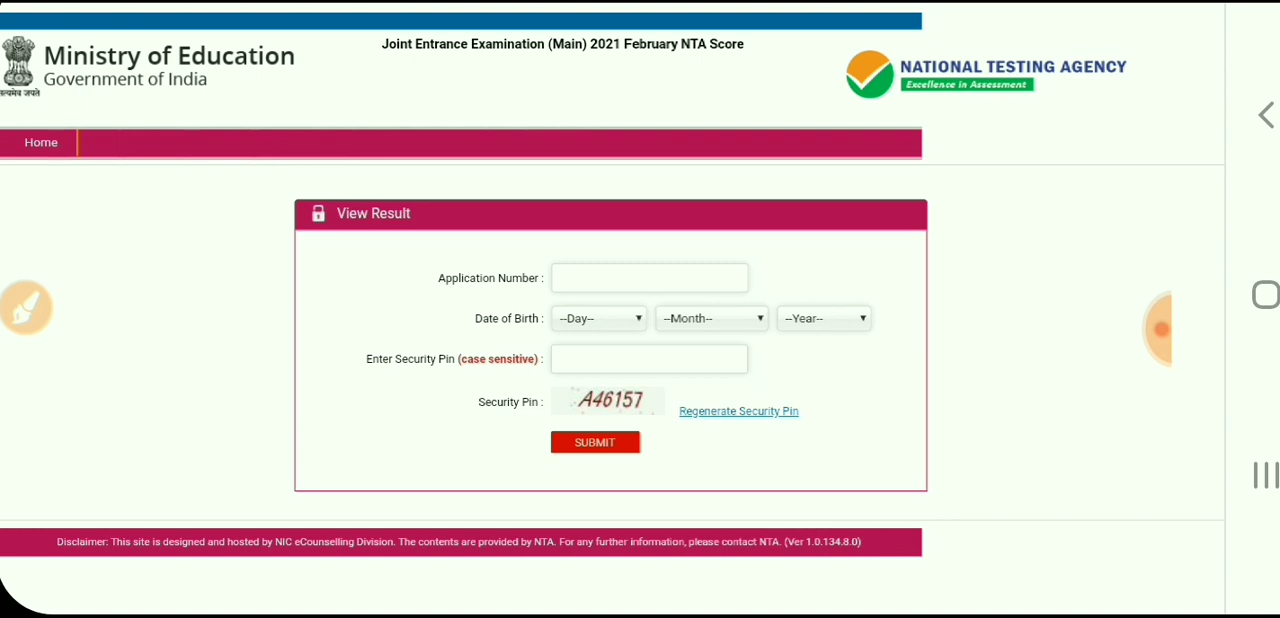 Joint Entrance Examination (Main) 2021 February NTA Score
Ministry of Education
Government of India
सत्यमेव जयते
NATIONAL TESTING AGENCY
Excellence in Assessment
Home
View Result
Application Number :
Date of Birth : --Day-- --Month-- --Year--
Enter Security Pin (case sensitive) :
Security Pin : A46157 Regenerate Security Pin
SUBMIT
Disclaimer: This site is designed and hosted by NIC eCounselling Division. The contents are provided by NTA. For any further information, please contact NTA. (Ver 1.0.134.8.0)